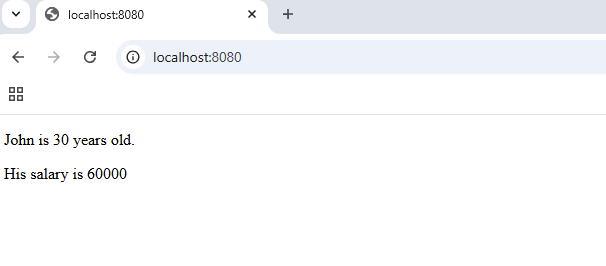 localhost:8080
localhost:8080
John is 30 years old.
His salary is 60000